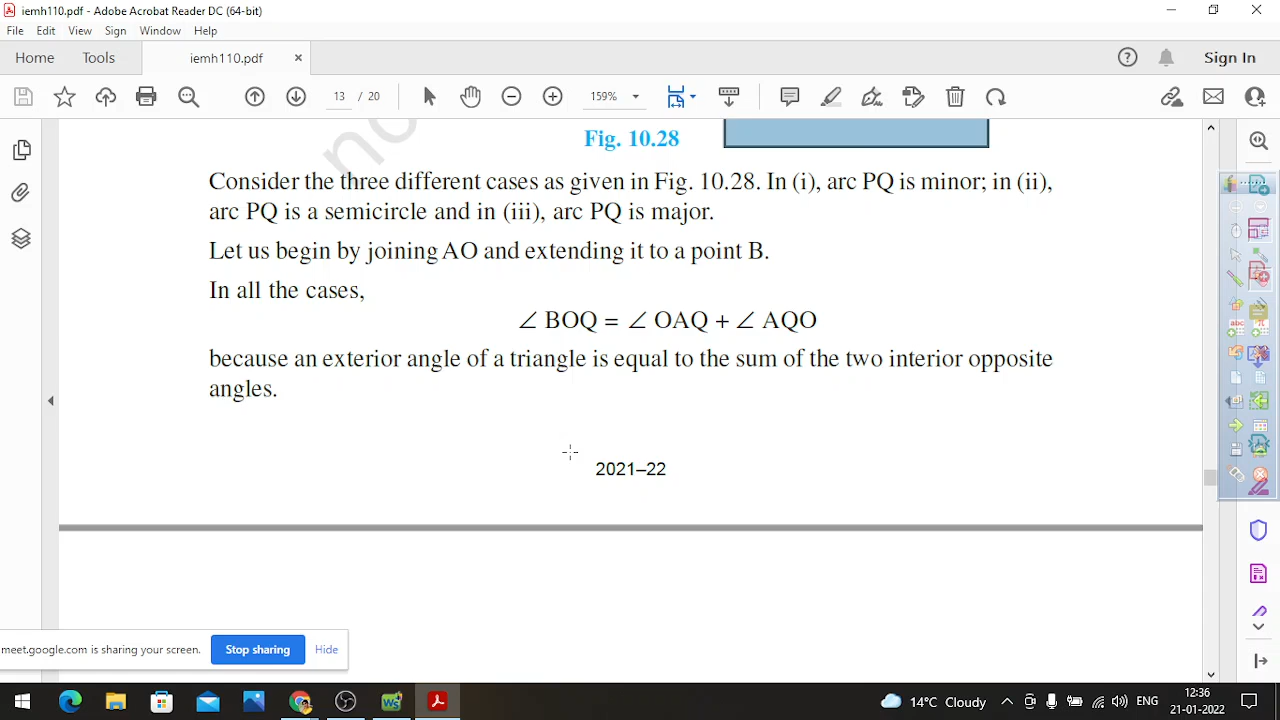 iemh110.pdf - Adobe Acrobat Reader DC (64-bit)
File Edit View Sign Window Help
Home Tools iemh110.pdf × Sign In
13 / 20 159%
no
Fig. 10.28
Consider the three different cases as given in Fig. 10.28. In (i), arc PQ is minor; in (ii),
arc PQ is a semicircle and in (iii), arc PQ is major.
Let us begin by joining AO and extending it to a point B.
In all the cases,
∠ BOQ = ∠ OAQ + ∠ AQO
because an exterior angle of a triangle is equal to the sum of the two interior opposite
angles.
2021–22
meet.google.com is sharing your screen. Stop sharing Hide
14°C Cloudy ENG 12:36
21-01-2022